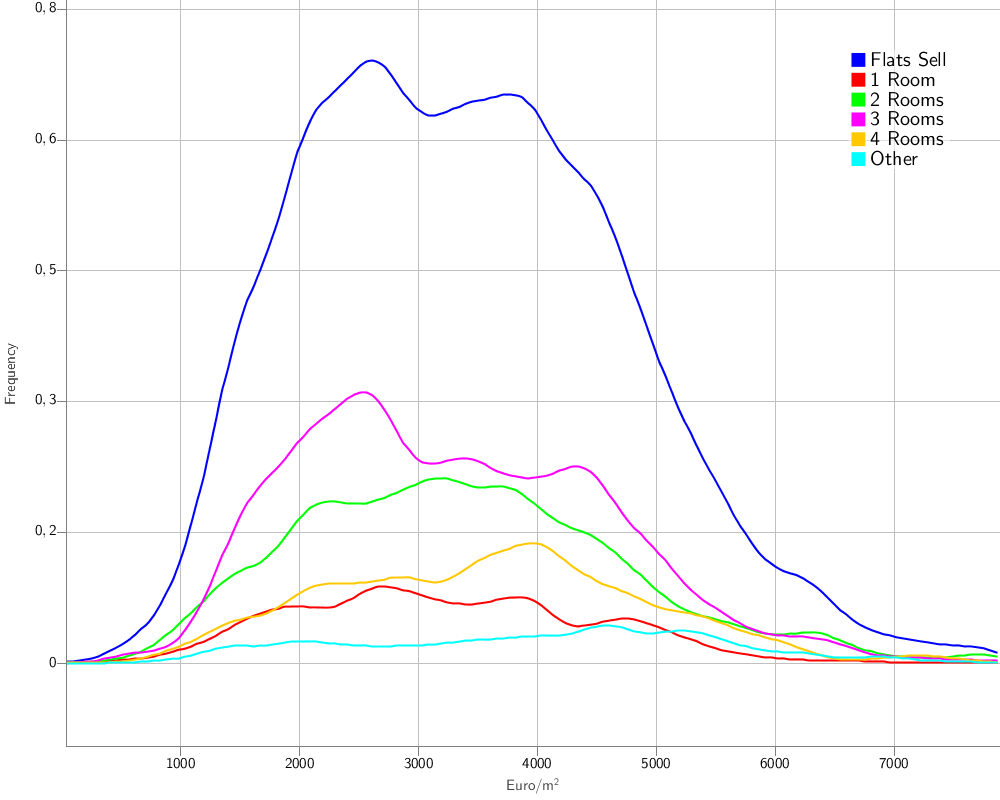 0,8
0,6
0,5
0,3
0,2
0
Frequency
Flats Sell
1 Room
2 Rooms
3 Rooms
4 Rooms
Other
1000 2000 3000 4000 5000 6000 7000
Euro/m²